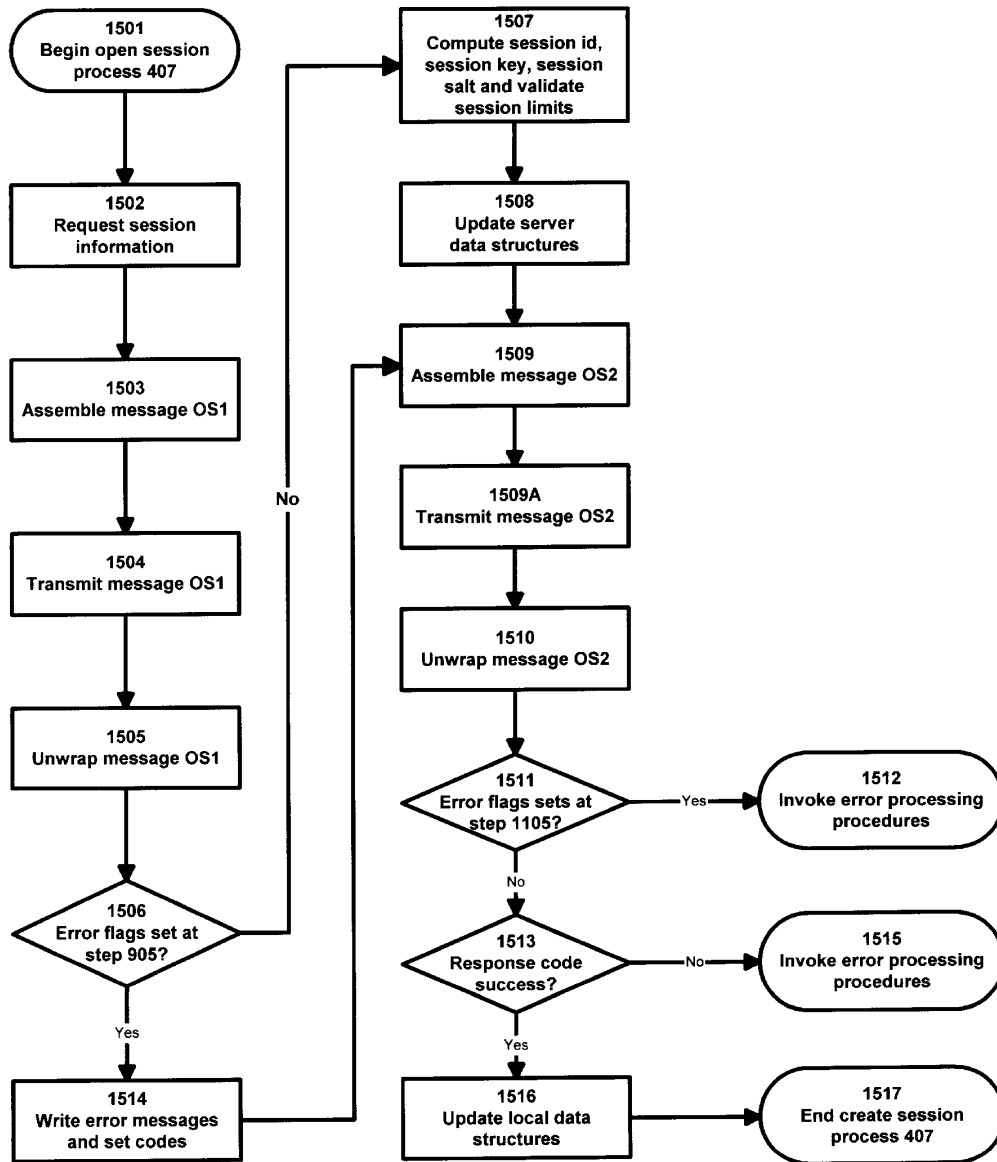 1501
Begin open session
process 407
1502
Request session
information
1503
Assemble message OS1
1504
Transmit message OS1
1505
Unwrap message OS1
1506
Error flags set at
step 905?
Yes
No
1514
Write error messages
and set codes
1507
Compute session id,
session key, session
salt and validate
session limits
1508
Update server
data structures
1509
Assemble message OS2
1509A
Transmit message OS2
1510
Unwrap message OS2
1511
Error flags sets at
step 1105?
Yes
1512
Invoke error processing
procedures
No
1513
Response code
success?
No
1515
Invoke error processing
procedures
Yes
1516
Update local data
structures
1517
End create session
process 407